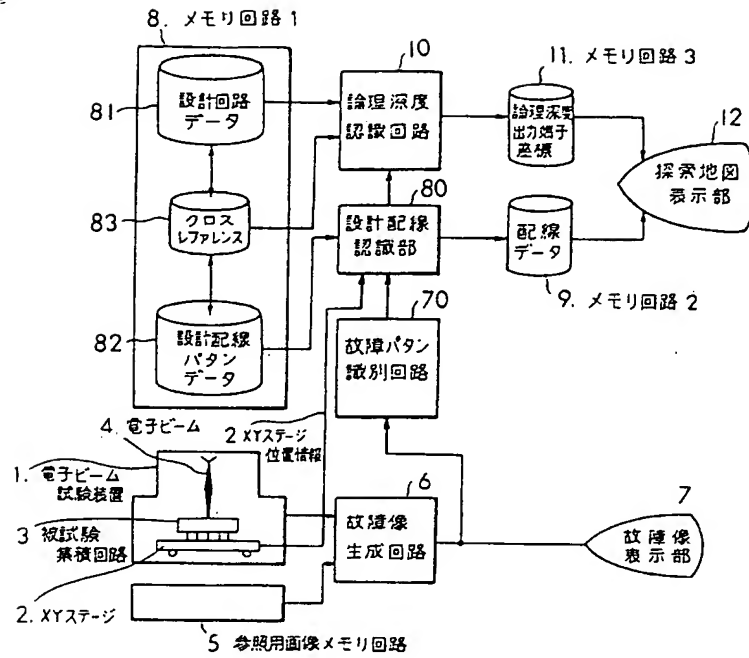 8. メモリ回路1
81
設計回路
データ
83
クロス
レファレンス
82
設計配線
パタン
データ
10
論理深度
認識回路
80
設計配線
認識部
70
故障パタン
識別回路
11. メモリ回路3
論理深度
出力端子
座標
12
探索地図
表示部
配線
データ
9. メモリ回路2
4. 電子ビーム
1. 電子ビーム
試験装置
3 被試験
集積回路
2. XYステージ
2 XYステージ
位置情報
6
故障像
生成回路
7
故障像
表示部
5 参照用画像メモリ回路